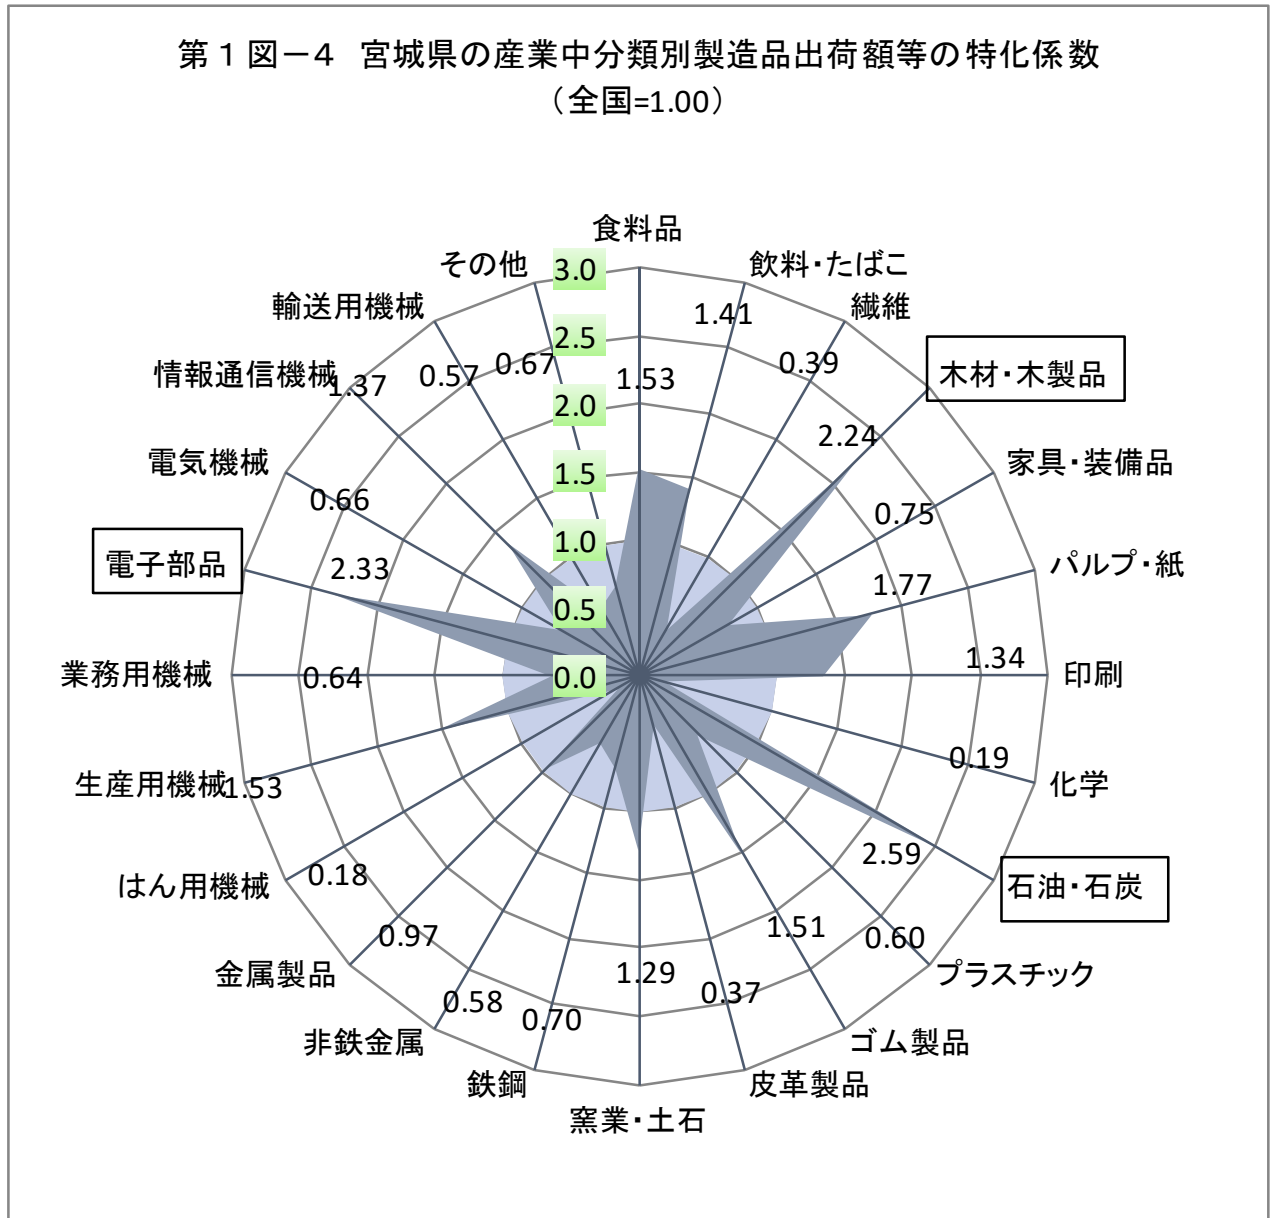 第１図－4　宮城県の産業中分類別製造品出荷額等の特化係数
（全国=1.00）
食料品
飲料・たばこ
繊維
木材・木製品
家具・装備品
パルプ・紙
印刷
化学
石油・石炭
プラスチック
ゴム製品
皮革製品
窯業・土石
鉄鋼
非鉄金属
金属製品
はん用機械
生産用機械
業務用機械
電子部品
電気機械
情報通信機械
輸送用機械
その他
3.0
2.5
2.0
1.5
1.0
0.5
0.0
1.53
1.41
0.39
2.24
0.75
1.77
1.34
0.19
2.59
0.60
1.51
0.37
1.29
0.70
0.58
0.97
0.18
1.53
0.64
2.33
0.66
1.37
0.57
0.67